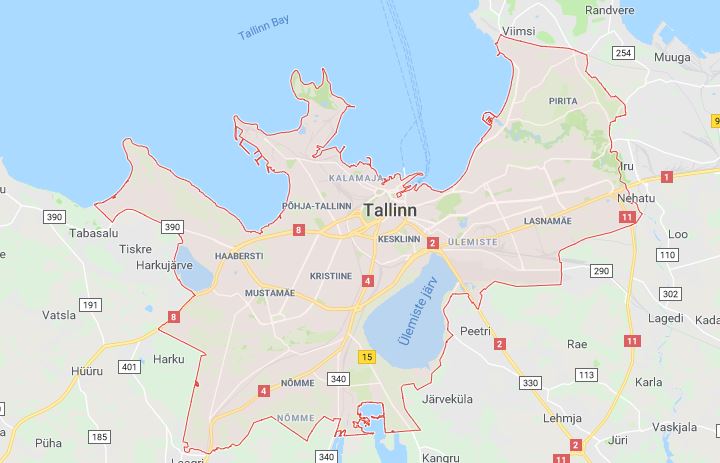 Randvere
Tallinn Bay
Viimsi
254
Muuga
PIRITA
9
Iru
KALAMAJA
1
Nehatu
PÕHJA-TALLINN
Tallinn
390
LASNAMÄE
11
390
8
Tabasalu
KESKLINN
2
ÜLEMISTE
Loo
Tiskre
HAABERSTI
110
Harkujärve
KRISTIINE
290
4
MUSTAMÄE
302
191
Ülemiste järv
Vatsla
8
Lagedi
Kada
Peetri
2
Rae
11
Harku
15
Hüüru
401
NÕMME
340
330
113
Karla
4
Järveküla
NÕMME
Lehmja
Vaskjala
Püha
185
2
Jüri
340
Kangru
11